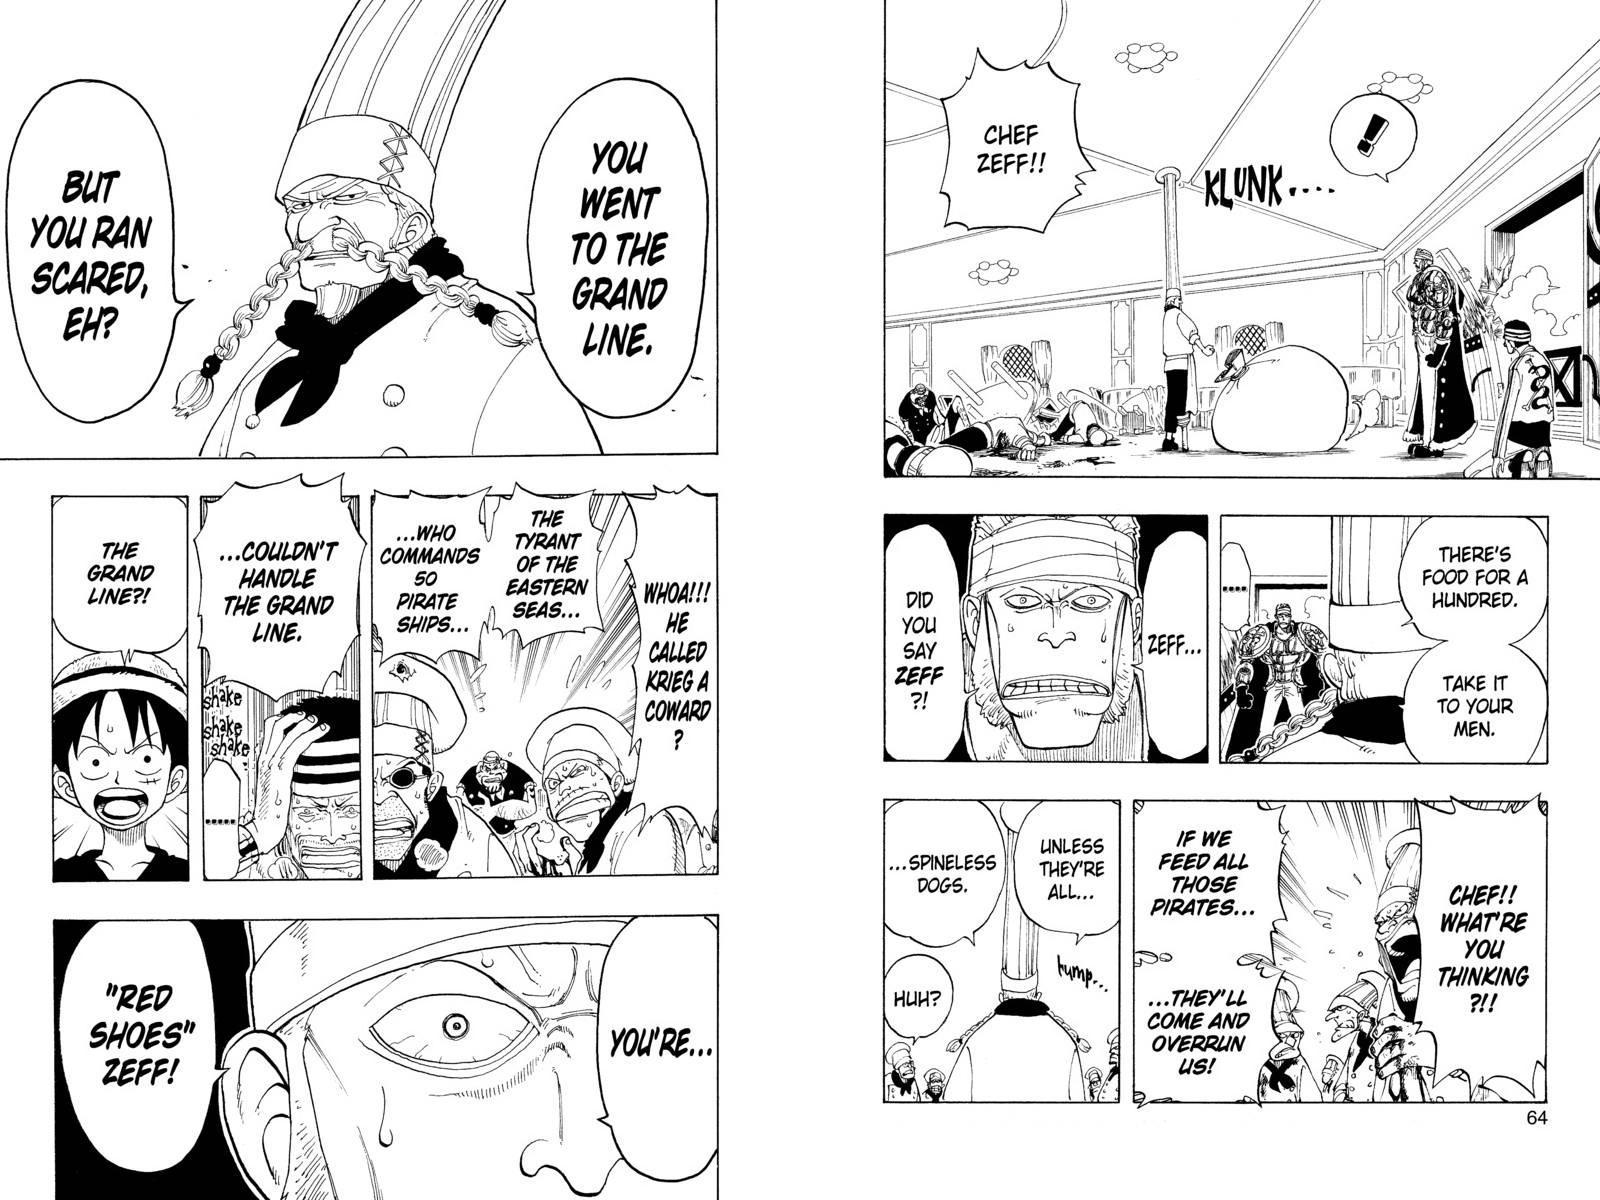 CHEF
ZEFF!!
!
KLUNK....
THERE'S
FOOD FOR A
HUNDRED.
TAKE IT
TO YOUR
MEN.
....
ZEFF...
DID
YOU
SAY
ZEFF
?!
CHEF!!
WHAT'RE
YOU
THINKING
?!!
IF WE
FEED ALL
THOSE
PIRATES...
...THEY'LL
COME AND
OVERRUN
US!
UNLESS
THEY'RE
ALL...
...SPINELESS
DOGS.
hump...
HUH?
64
YOU
WENT
TO THE
GRAND
LINE.
BUT
YOU RAN
SCARED,
EH?
WHOA!!!
HE
CALLED
KRIEG A
COWARD
?
THE
TYRANT
OF THE
EASTERN
SEAS...
...WHO
COMMANDS
50
PIRATE
SHIPS...
...COULDN'T
HANDLE
THE GRAND
LINE.
shake
shake
shake
.....
THE
GRAND
LINE?!
YOU'RE...
"RED
SHOES"
ZEFF!